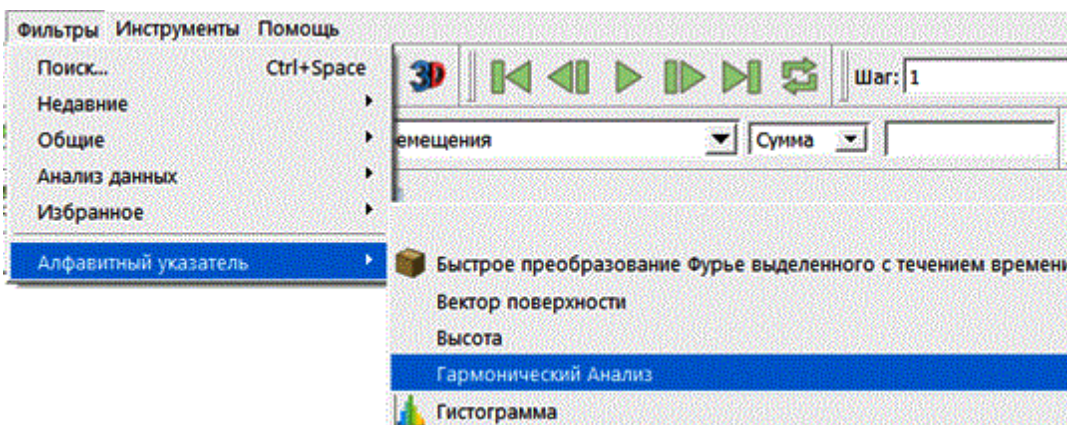 Фильтры Инструменты Помощь
Поиск... Ctrl+Space
Недавние
Общие
Анализ данных
Избранное
Алфавитный указатель
3D
Шаг: 1
емещения Сумма
Быстрое преобразование Фурье выделенного с течением времени
Вектор поверхности
Высота
Гармонический Анализ
Гистограмма